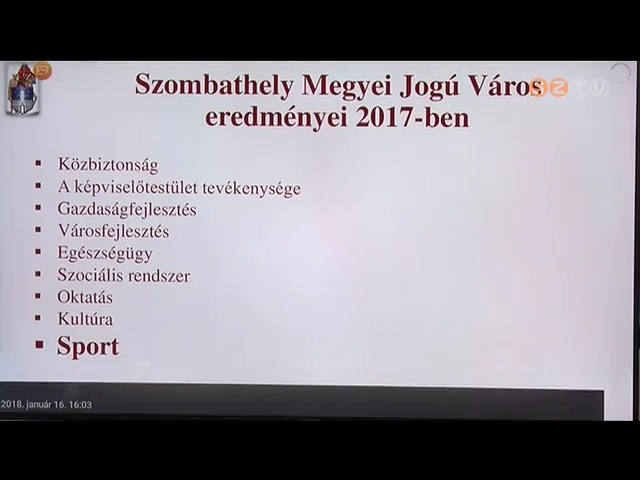 Szombathely Megyei Jogú Város
eredményei 2017-ben
SZTV
▪ Közbiztonság
▪ A képviselőtestület tevékenysége
▪ Gazdaságfejlesztés
▪ Városfejlesztés
▪ Egészségügy
▪ Szociális rendszer
▪ Oktatás
▪ Kultúra
▪ Sport
2018. január 16. 16:03